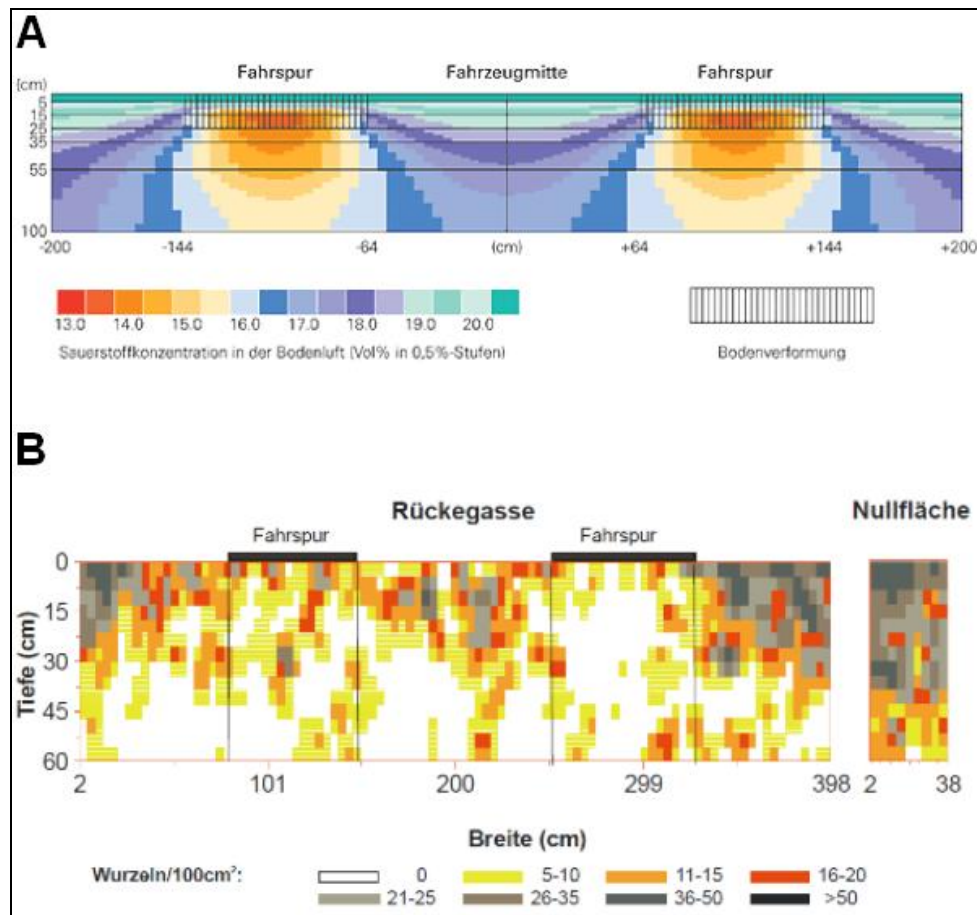 A
Fahrspur Fahrzeugmitte Fahrspur
(cm)
5
15
25
35
55
100
-200 -144 -64 (cm) +64 +144 +200
13.0 14.0 15.0 16.0 17.0 18.0 19.0 20.0
Sauerstoffkonzentration in der Bodenluft (Vol% in 0,5%-Stufen)
Bodenverformung
B
Rückegasse Nullfläche
Fahrspur Fahrspur
Tiefe (cm)
0
15
30
45
60
2 101 200 299 398 2 38
Breite (cm)
Wurzeln/100cm²: 0 5-10 11-15 16-20
21-25 26-35 36-50 >50